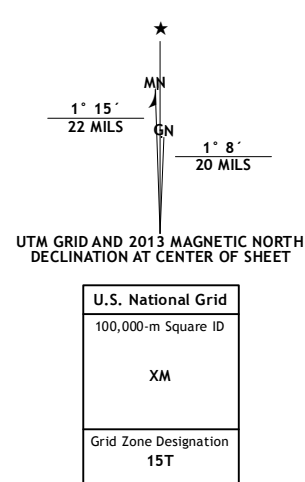 ★
MN
1° 15´
22 MILS
GN
1° 8´
20 MILS
UTM GRID AND 2013 MAGNETIC NORTH
DECLINATION AT CENTER OF SHEET
U.S. National Grid
100,000-m Square ID
XM
Grid Zone Designation
15T